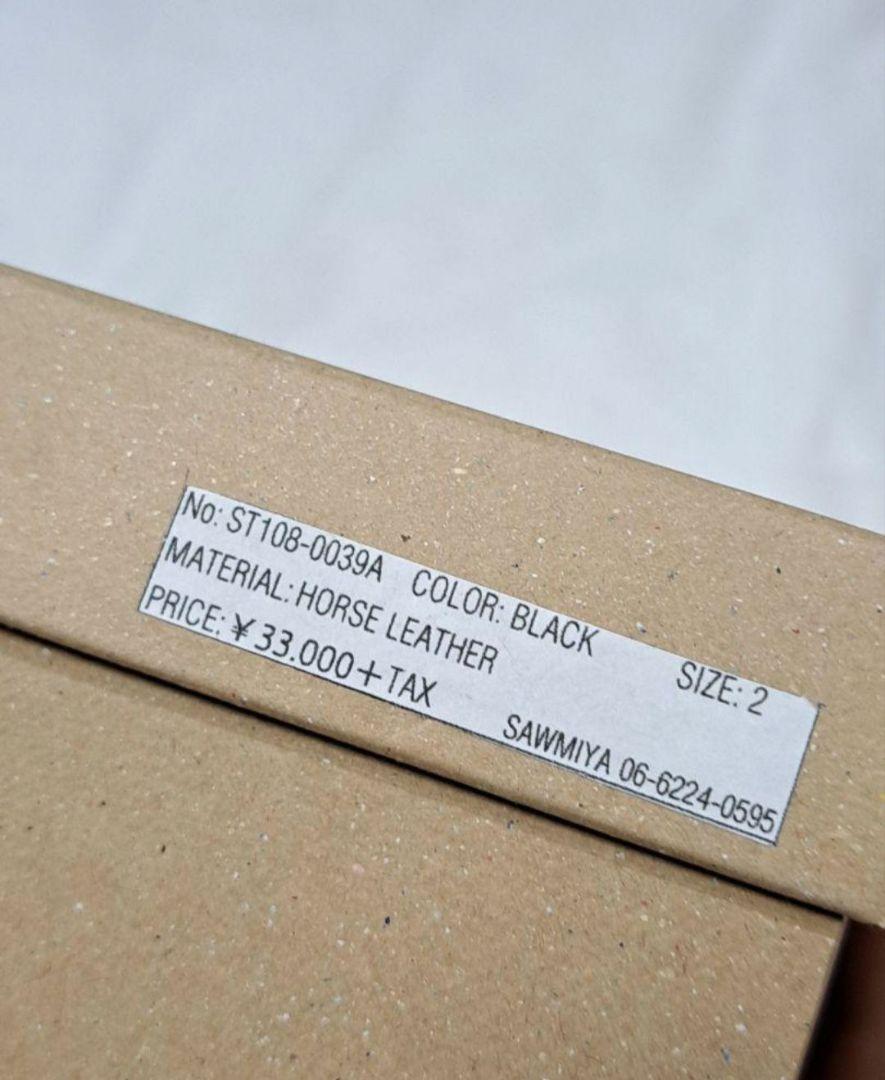 No: ST108-0039A COLOR: BLACK SIZE: 2
MATERIAL: HORSE LEATHER
PRICE: ¥33.000+TAX SAWMIYA 06-6224-0595